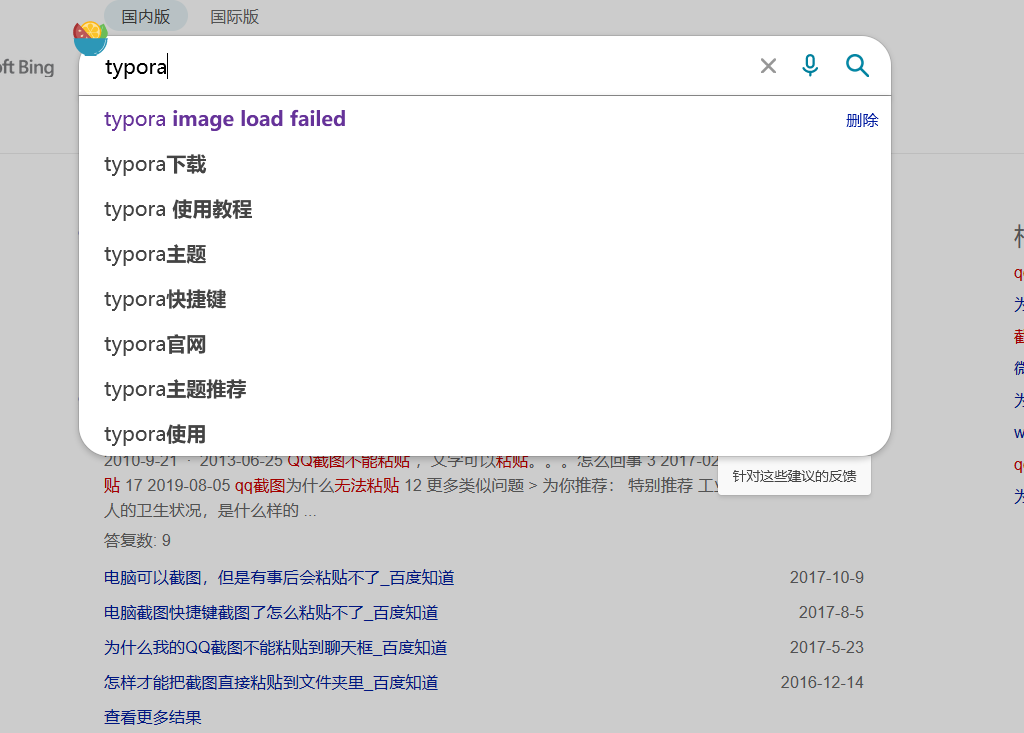 国内版 国际版
oft Bing
typora
typora image load failed 删除
typora下载
typora 使用教程
typora主题
typora快捷键
typora官网
typora主题推荐
typora使用
2010-9-21 · 2013-06-25 QQ截图不能粘贴 ，文字可以粘贴。。。怎么回事 3 2017-02
针对这些建议的反馈
贴 17 2019-08-05 qq截图为什么无法粘贴 12 更多类似问题 > 为你推荐： 特别推荐 工
人的卫生状况，是什么样的 ...
答复数: 9
电脑可以截图，但是有事后会粘贴不了_百度知道 2017-10-9
电脑截图快捷键截图了怎么粘贴不了_百度知道 2017-8-5
为什么我的QQ截图不能粘贴到聊天框_百度知道 2017-5-23
怎样才能把截图直接粘贴到文件夹里_百度知道 2016-12-14
查看更多结果
q
为
截
微
为
w
q
为